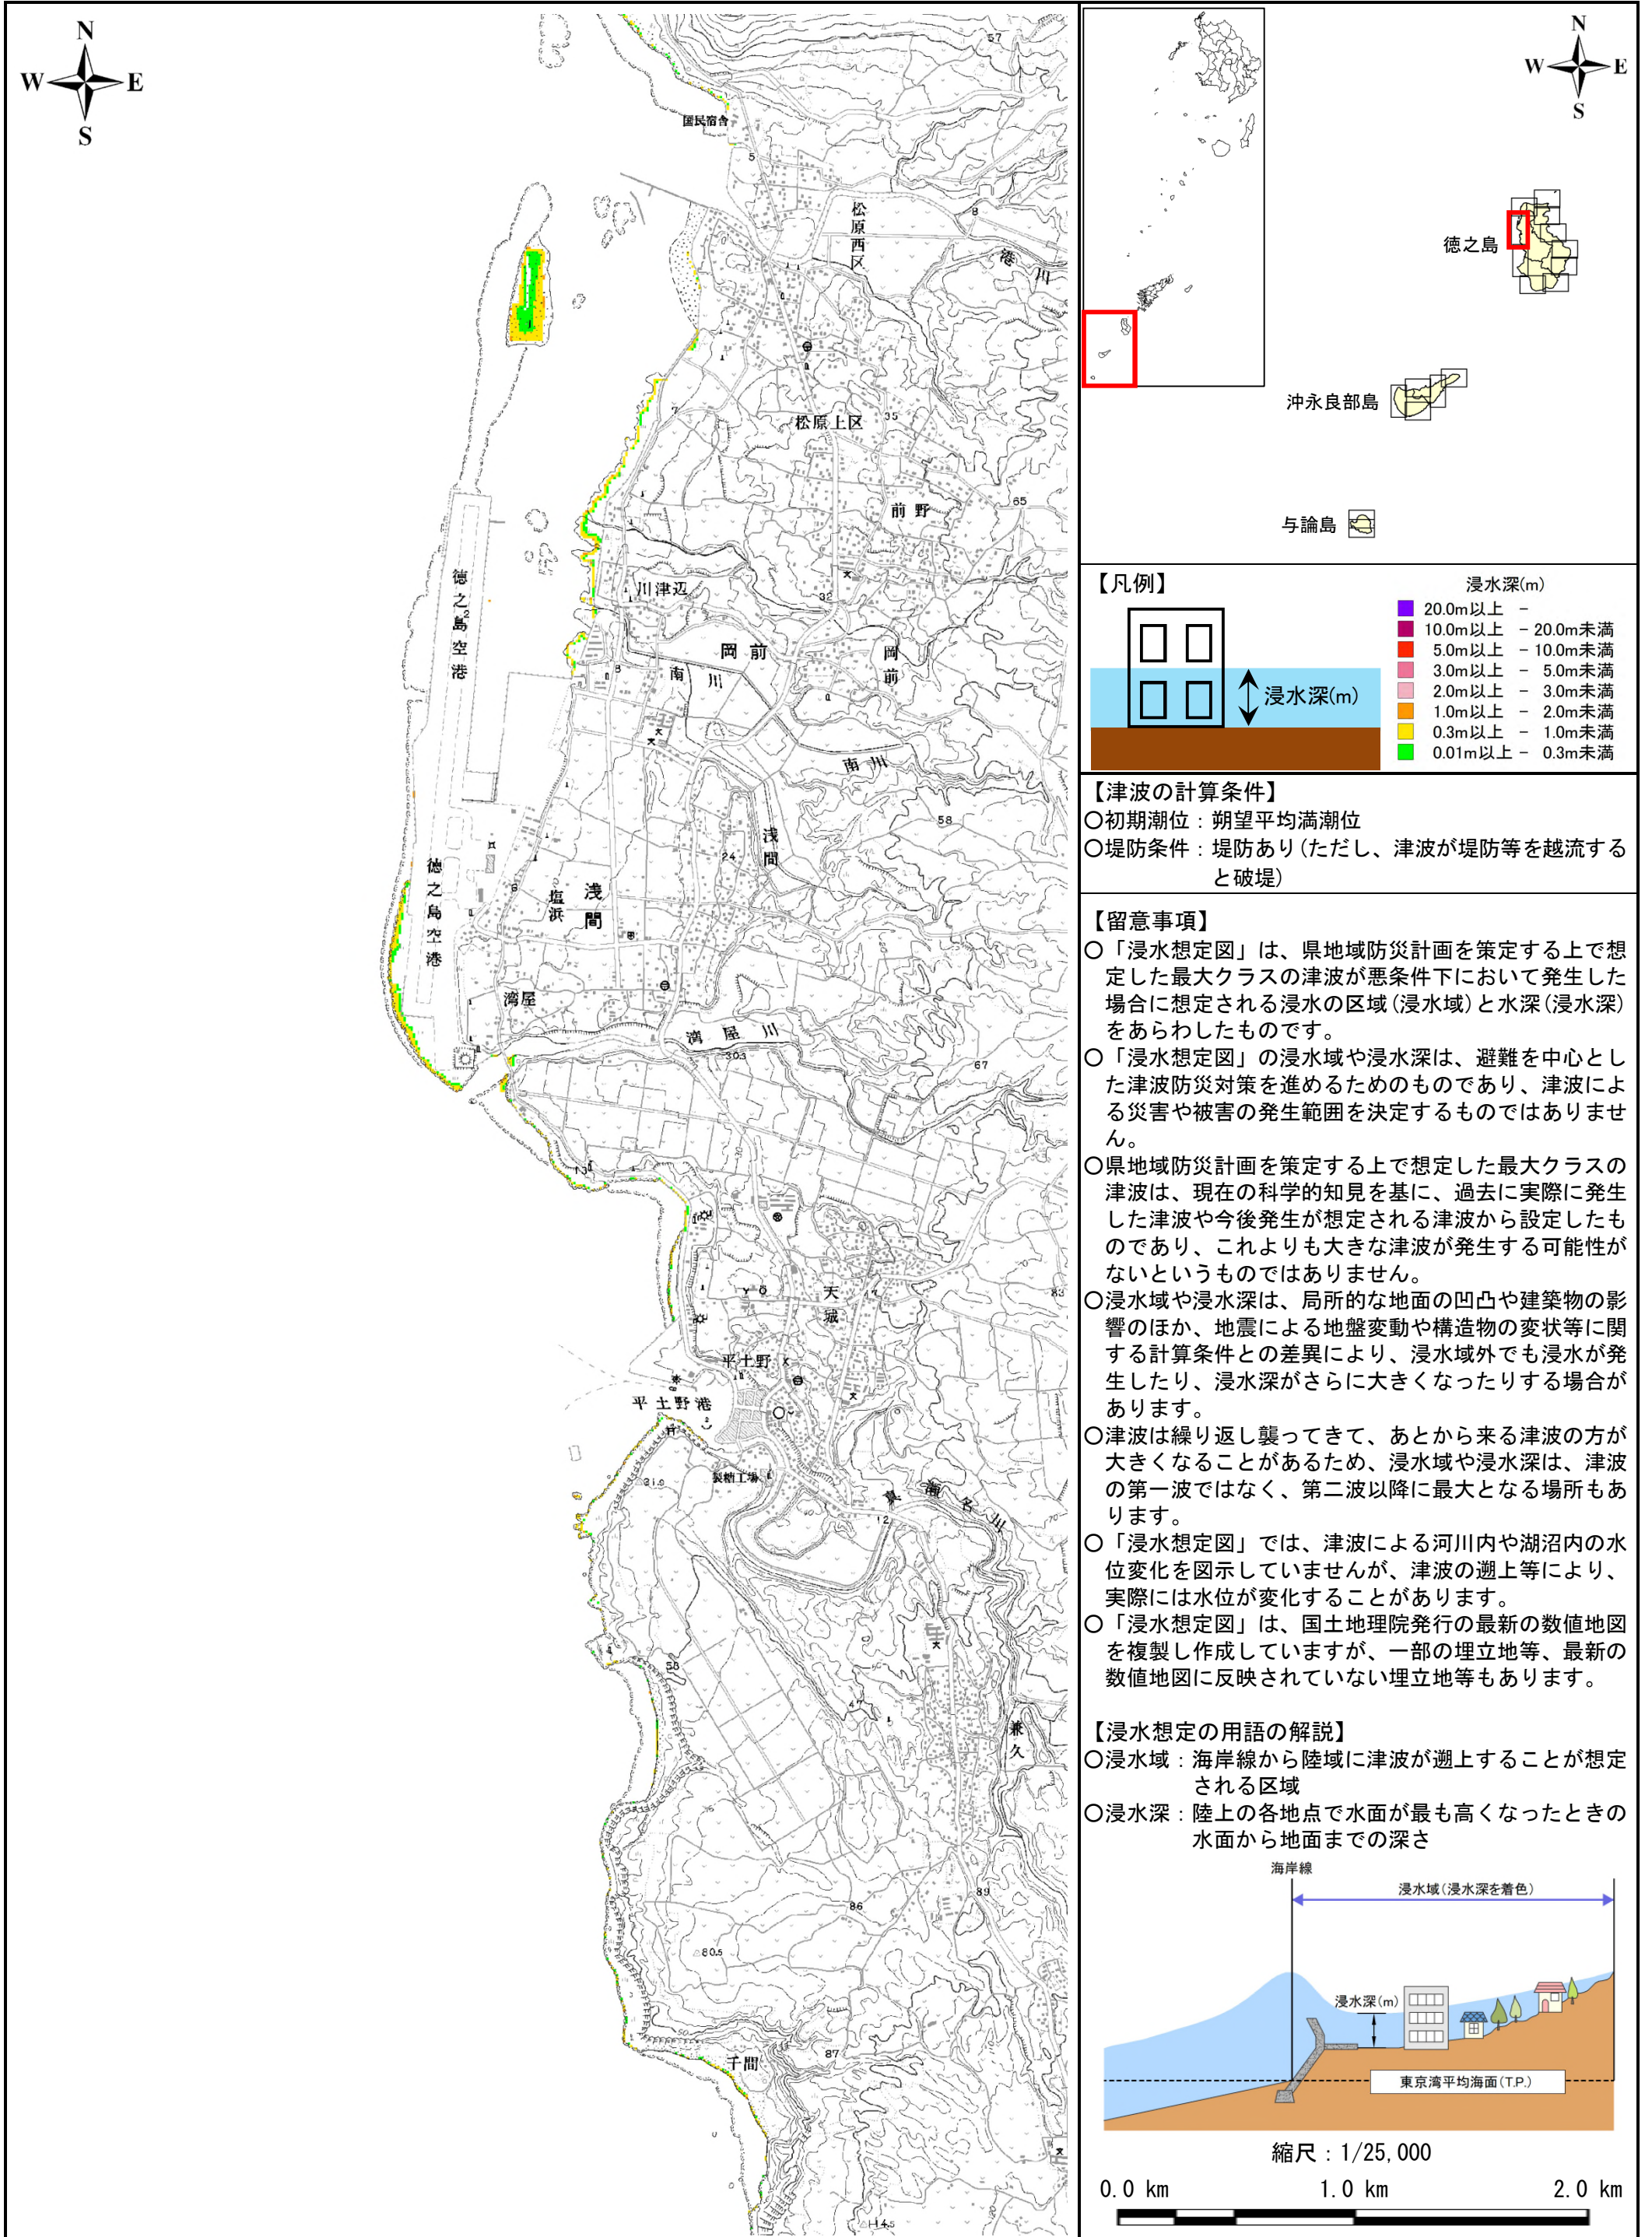 N
W E
S
国民宿舎
57
5
松原西区
8
港川
松原上区
35
7
前野
65
徳之島空港
2
川津辺
32
岡前
岡前
南川
8
南川
58
浅間
24
徳之島空港
6
塩浜
浅間
湾屋
湾屋川
30.3
67
13
天城
83
平土野
平土野港
31.9
製糖工場
真瀬名川
12
58
47
兼久
89
86
80.5
千間
87
114.5
N
W E
S
徳之島
沖永良部島
与論島
【凡例】
浸水深(m)
20.0m以上 -
10.0m以上 - 20.0m未満
5.0m以上 - 10.0m未満
3.0m以上 - 5.0m未満
2.0m以上 - 3.0m未満
1.0m以上 - 2.0m未満
0.3m以上 - 1.0m未満
0.01m以上 - 0.3m未満
浸水深(m)
【津波の計算条件】
○初期潮位：朔望平均満潮位
○堤防条件：堤防あり(ただし、津波が堤防等を越流する
と破堤)
【留意事項】
○「浸水想定図」は、県地域防災計画を策定する上で想
定した最大クラスの津波が悪条件下において発生した
場合に想定される浸水の区域(浸水域)と水深(浸水深)
をあらわしたものです。
○「浸水想定図」の浸水域や浸水深は、避難を中心とし
た津波防災対策を進めるためのものであり、津波によ
る災害や被害の発生範囲を決定するものではありませ
ん。
○県地域防災計画を策定する上で想定した最大クラスの
津波は、現在の科学的知見を基に、過去に実際に発生
した津波や今後発生が想定される津波から設定したも
のであり、これよりも大きな津波が発生する可能性が
ないというものではありません。
○浸水域や浸水深は、局所的な地面の凹凸や建築物の影
響のほか、地震による地盤変動や構造物の変状等に関
する計算条件との差異により、浸水域外でも浸水が発
生したり、浸水深がさらに大きくなったりする場合が
あります。
○津波は繰り返し襲ってきて、あとから来る津波の方が
大きくなることがあるため、浸水域や浸水深は、津波
の第一波ではなく、第二波以降に最大となる場所もあ
ります。
○「浸水想定図」では、津波による河川内や湖沼内の水
位変化を図示していませんが、津波の遡上等により、
実際には水位が変化することがあります。
○「浸水想定図」は、国土地理院発行の最新の数値地図
を複製し作成していますが、一部の埋立地等、最新の
数値地図に反映されていない埋立地等もあります。
【浸水想定の用語の解説】
○浸水域：海岸線から陸域に津波が遡上することが想定
される区域
○浸水深：陸上の各地点で水面が最も高くなったときの
水面から地面までの深さ
海岸線
浸水域(浸水深を着色)
浸水深(m)
東京湾平均海面(T.P.)
縮尺：1/25,000
0.0 km 1.0 km 2.0 km